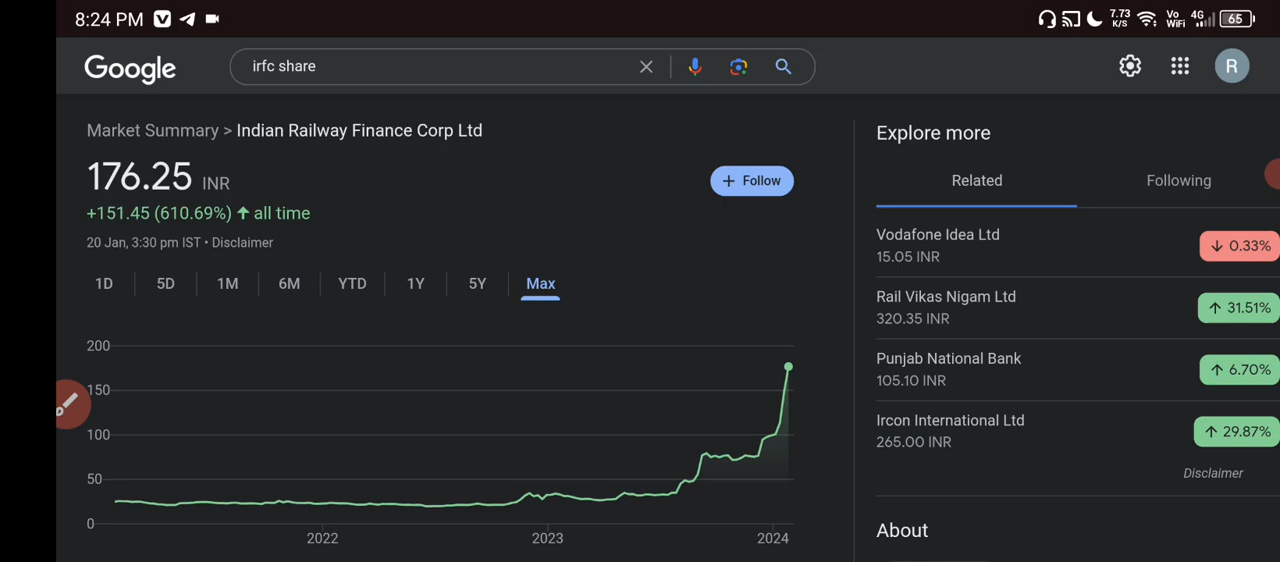 8:24 PM
7.73 K/S
Vo WiFi
4G
65
Google
irfc share
R
Market Summary > Indian Railway Finance Corp Ltd
176.25 INR
+151.45 (610.69%) ↑ all time
20 Jan, 3:30 pm IST • Disclaimer
+ Follow
1D 5D 1M 6M YTD 1Y 5Y Max
200
150
100
50
0
2022 2023 2024
Explore more
Related Following
Vodafone Idea Ltd
15.05 INR
↓ 0.33%
Rail Vikas Nigam Ltd
320.35 INR
↑ 31.51%
Punjab National Bank
105.10 INR
↑ 6.70%
Ircon International Ltd
265.00 INR
↑ 29.87%
Disclaimer
About